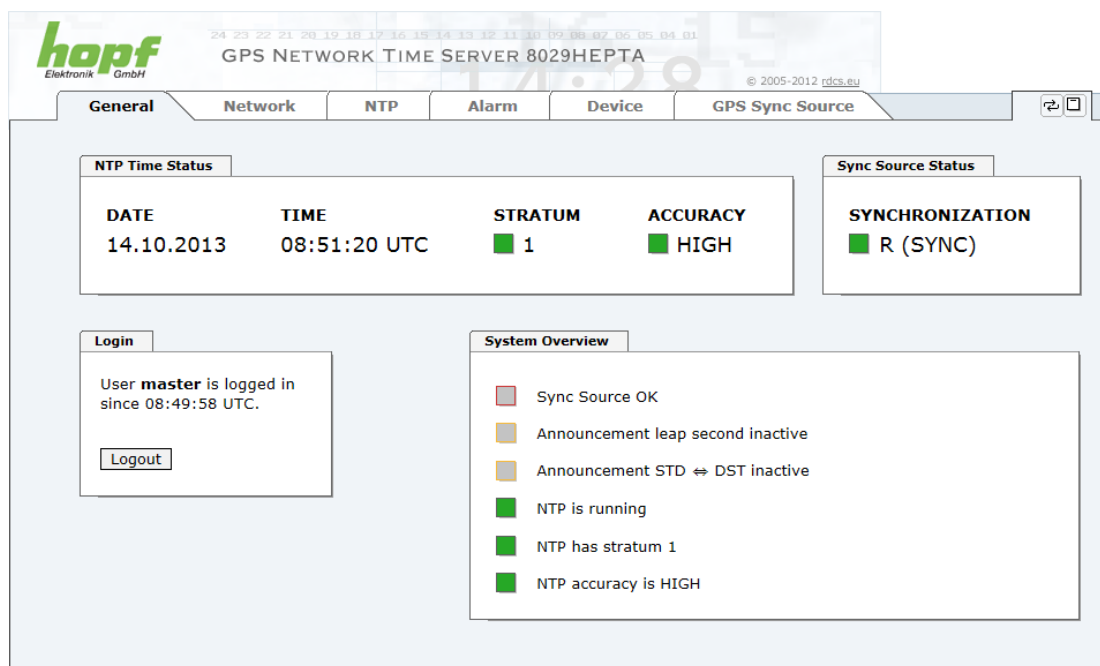 hopf
Elektronik GmbH
24 23 22 21 20 19 18 17 16 15 14 13 12 11 10 09 08 07 06 05 04 01
GPS NETWORK TIME SERVER 8029HEPTA
14:28
© 2005-2012 rdcs.eu
General Network NTP Alarm Device GPS Sync Source
NTP Time Status Sync Source Status
DATE TIME STRATUM ACCURACY SYNCHRONIZATION
14.10.2013 08:51:20 UTC 1 HIGH R (SYNC)
Login System Overview
User master is logged in
since 08:49:58 UTC.
Logout
Sync Source OK
Announcement leap second inactive
Announcement STD ⇔ DST inactive
NTP is running
NTP has stratum 1
NTP accuracy is HIGH